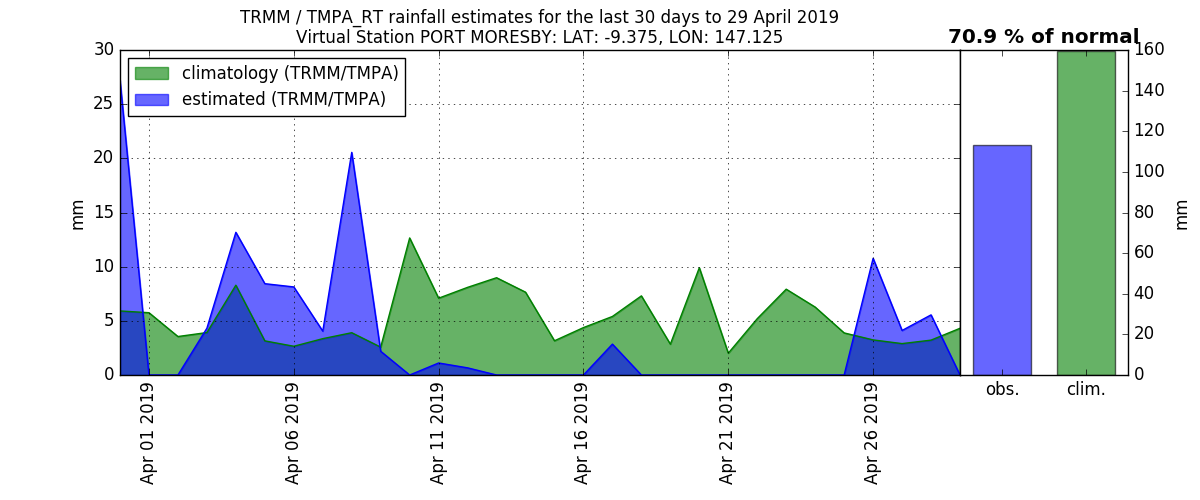 TRMM / TMPA_RT rainfall estimates for the last 30 days to 29 April 2019
Virtual Station PORT MORESBY: LAT: -9.375, LON: 147.125
70.9 % of normal
climatology (TRMM/TMPA)
estimated (TRMM/TMPA)
30
25
20
15
10
5
0
mm
Apr 01 2019
Apr 06 2019
Apr 11 2019
Apr 16 2019
Apr 21 2019
Apr 26 2019
obs.
clim.
160
140
120
100
80
60
40
20
0
mm